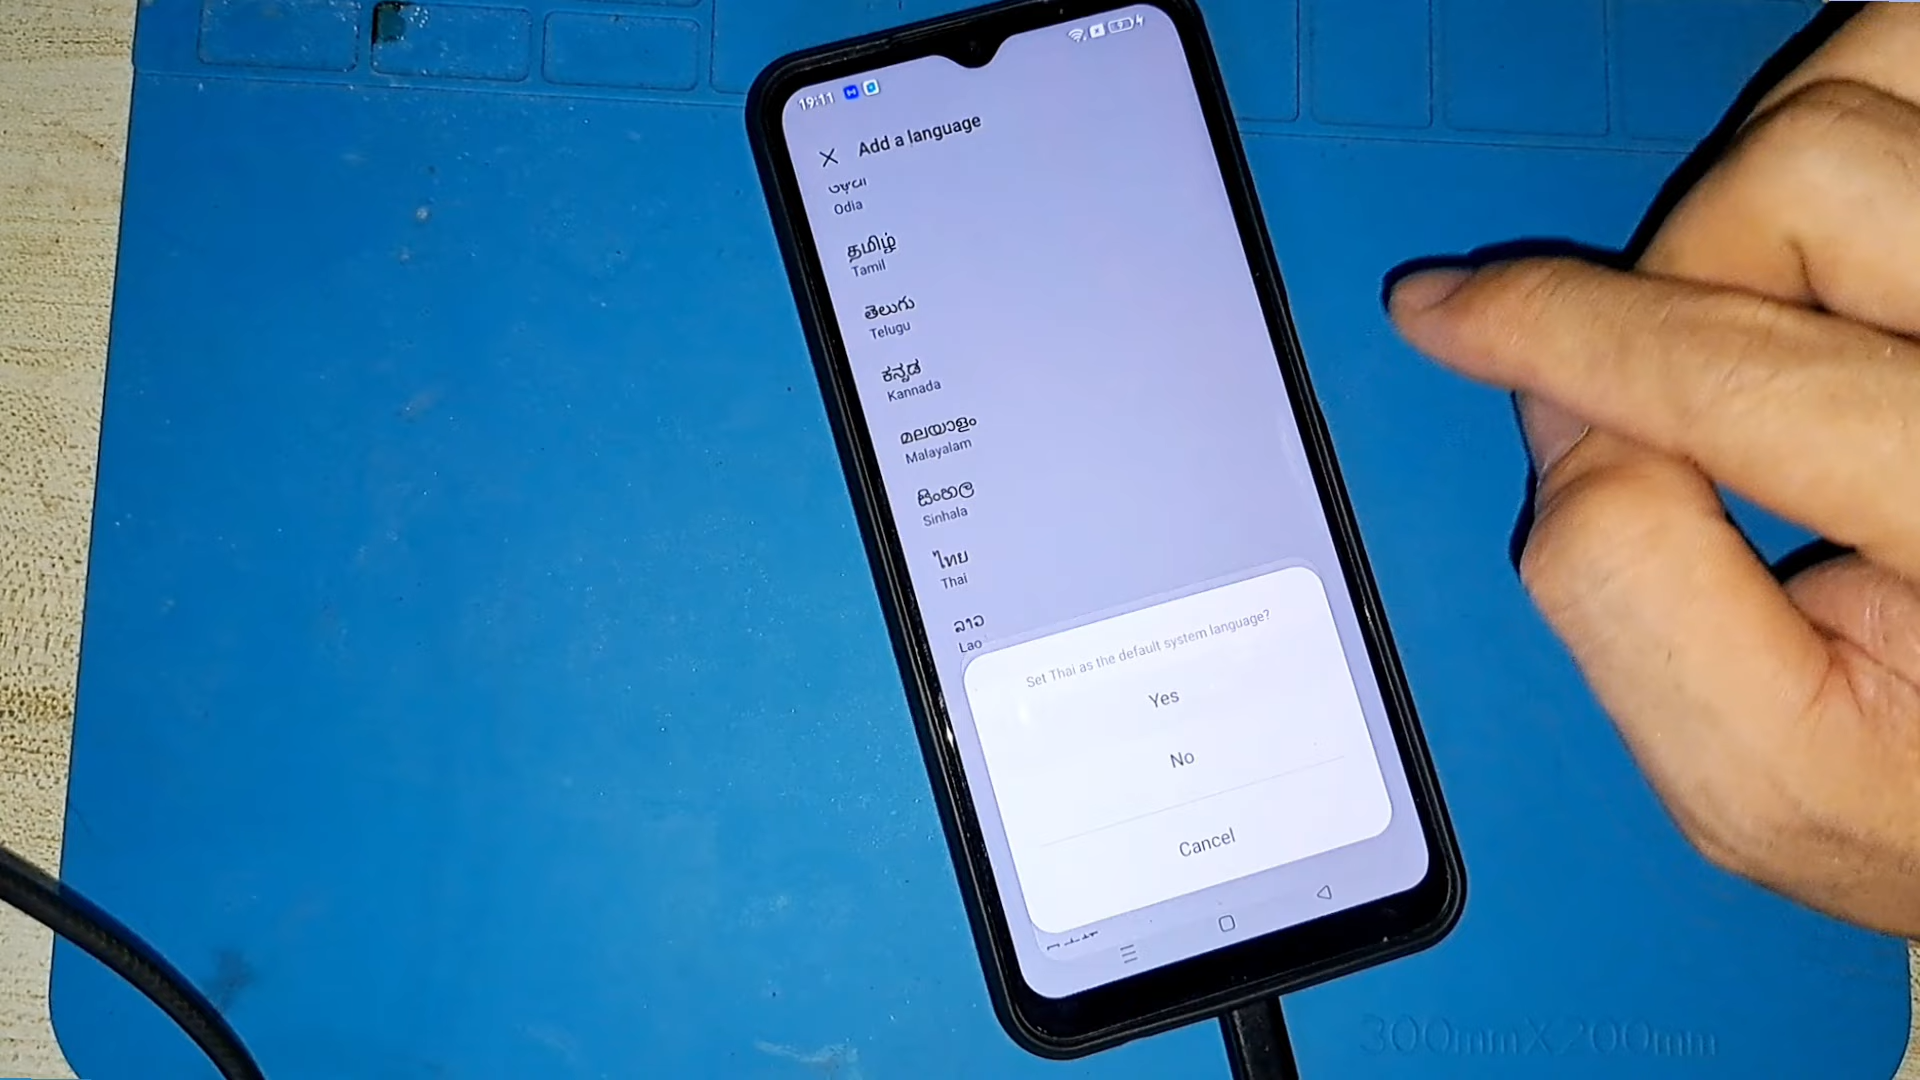 19:11
Add a language
Odia
தமிழ்
Tamil
తెలుగు
Telugu
ಕನ್ನಡ
Kannada
മലയാളം
Malayalam
සිංහල
Sinhala
ไทย
Thai
ລາວ
Lao
Set Thai as the default system language?
Yes
No
Cancel
300mmX200mm